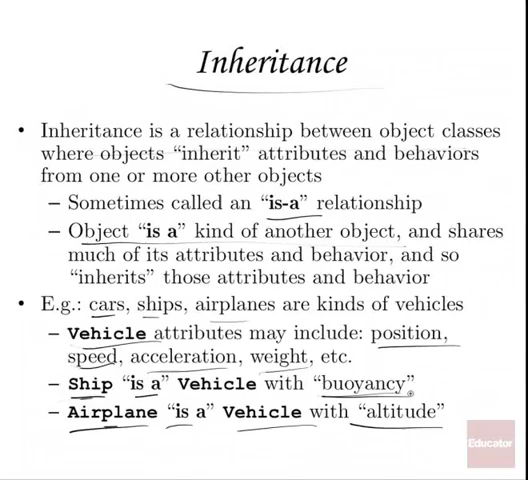 Inheritance
• Inheritance is a relationship between object classes
where objects “inherit” attributes and behaviors
from one or more other objects
– Sometimes called an “is-a” relationship
– Object “is a” kind of another object, and shares
much of its attributes and behavior, and so
“inherits” those attributes and behavior
• E.g.: cars, ships, airplanes are kinds of vehicles
– Vehicle attributes may include: position,
speed, acceleration, weight, etc.
– Ship “is a” Vehicle with “buoyancy”
– Airplane “is a” Vehicle with “altitude”
Educator